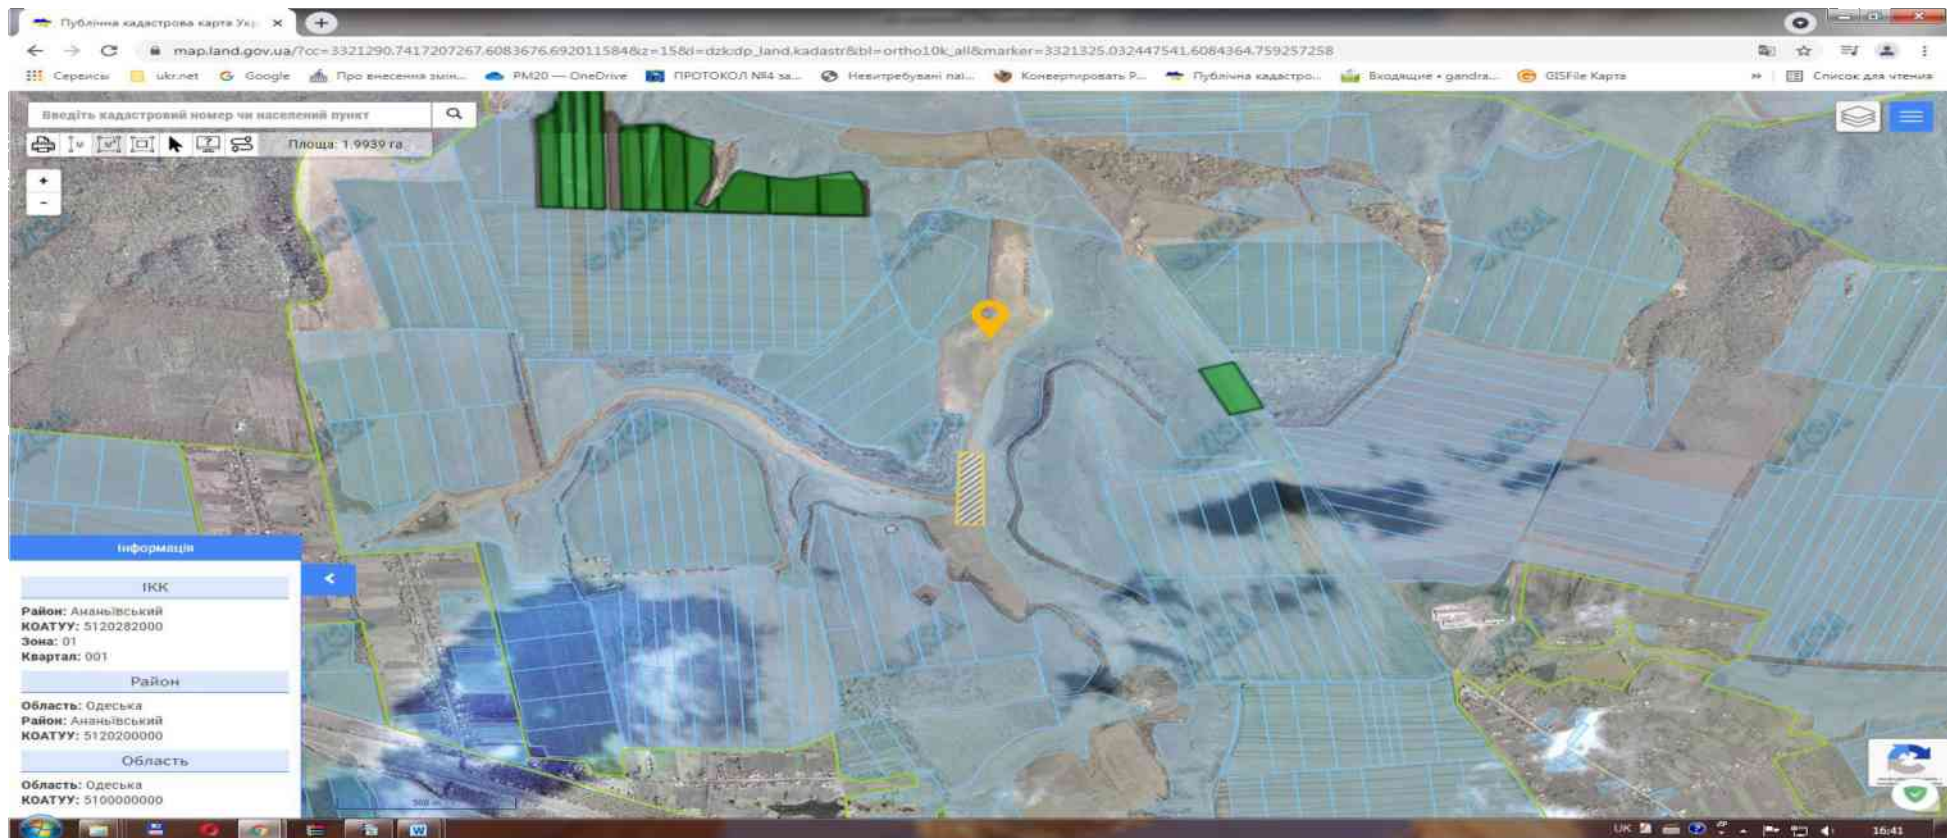 Публічна кадастрова карта Укр
map.land.gov.ua/?cc=3321290.7417207267,6083676.692011584&z=15&l=dzk;dp_land,kadastr&bl=ortho10k_all&marker=3321325.032447541,6084364.759257258
Сервисы ukr.net Google Про внесення змін... PM20 — OneDrive ПРОТОКОЛ №4 за... Невитребувані паї... Конвертировать P... Публічна кадастро... Входящие • gandra... GISFile Карта » Список для чтения
Введіть кадастровий номер чи населений пункт
Площа: 1.9939 га
+
-
Інформація
ІКК
Район: Ананьївський
КОАТУУ: 5120282000
Зона: 01
Квартал: 001
Район
Область: Одеська
Район: Ананьївський
КОАТУУ: 5120200000
Область
Область: Одеська
КОАТУУ: 5100000000
500 m
UK 16:41